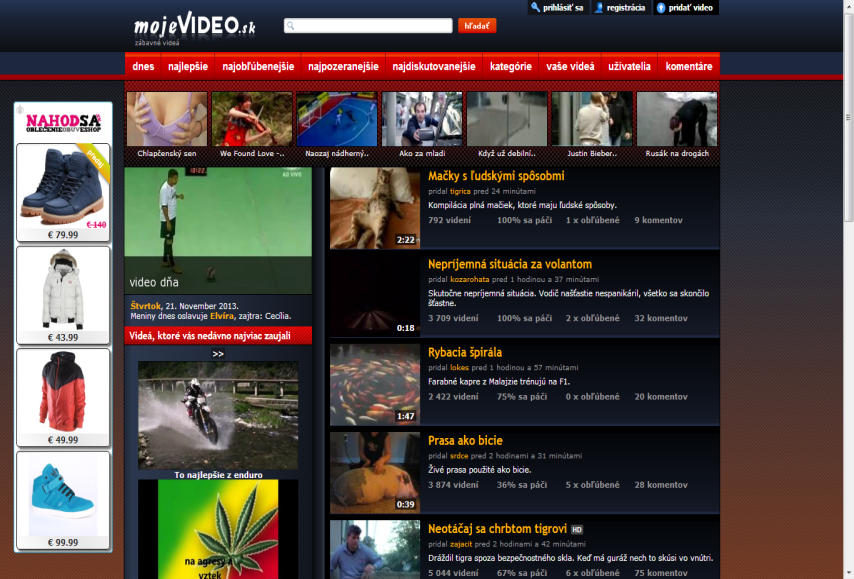 prihlásiť sa
registrácia
pridať video
mojeVIDEO.sk
zábavné videá
hľadať
dnes
najlepšie
najobľúbenejšie
najpozeranejšie
najdiskutovanejšie
kategórie
vaše videá
užívatelia
komentáre
NAHODSA
OBLEČENIEOBUVESHOP
€ 140
€ 79.99
€ 43.99
€ 49.99
€ 99.99
Chlapčenský sen
We Found Love -..
Naozaj nádherný..
Ako za mladi
Když už debilní..
Justin Bieber..
Rusák na drogách
10:22
AO VIVO
video dňa
Štvrtok, 21. November 2013.
Meniny dnes oslavuje Elvíra, zajtra: Cecília.
Videá, ktoré vás nedávno najviac zaujali
>>
To najlepšie z enduro
na agresy a
vztek
2:22
Mačky s ľudskými spôsobmi
pridal tigrica pred 24 minútami
Kompilácia plná mačiek, ktoré maju ľudské spôsoby.
792 videní 100% sa páči 1 x obľúbené 9 komentov
0:18
Nepríjemná situácia za volantom
pridal kozarohata pred 1 hodinou a 37 minútami
Skutočne nepríjemná situácia. Vodič našťastie nespanikáril, všetko sa skončilo
šťastne.
3 709 videní 100% sa páči 2 x obľúbené 32 komentov
1:47
Rybacia špirála
pridal lokes pred 1 hodinou a 57 minútami
Farabné kapre z Malajzie trénujú na F1.
2 422 videní 75% sa páči 0 x obľúbené 20 komentov
0:39
Prasa ako bicie
pridal srdce pred 2 hodinami a 31 minútami
Živé prasa použité ako bicie.
3 874 videní 36% sa páči 5 x obľúbené 28 komentov
Neotáčaj sa chrbtom tigrovi HD
pridal zajacit pred 2 hodinami a 42 minútami
Dráždil tigra spoza bezpečnostného skla. Keď má guráž nech to skúsi vo vnútri.
5 044 videní 67% sa páči 6 x obľúbené 75 komentov